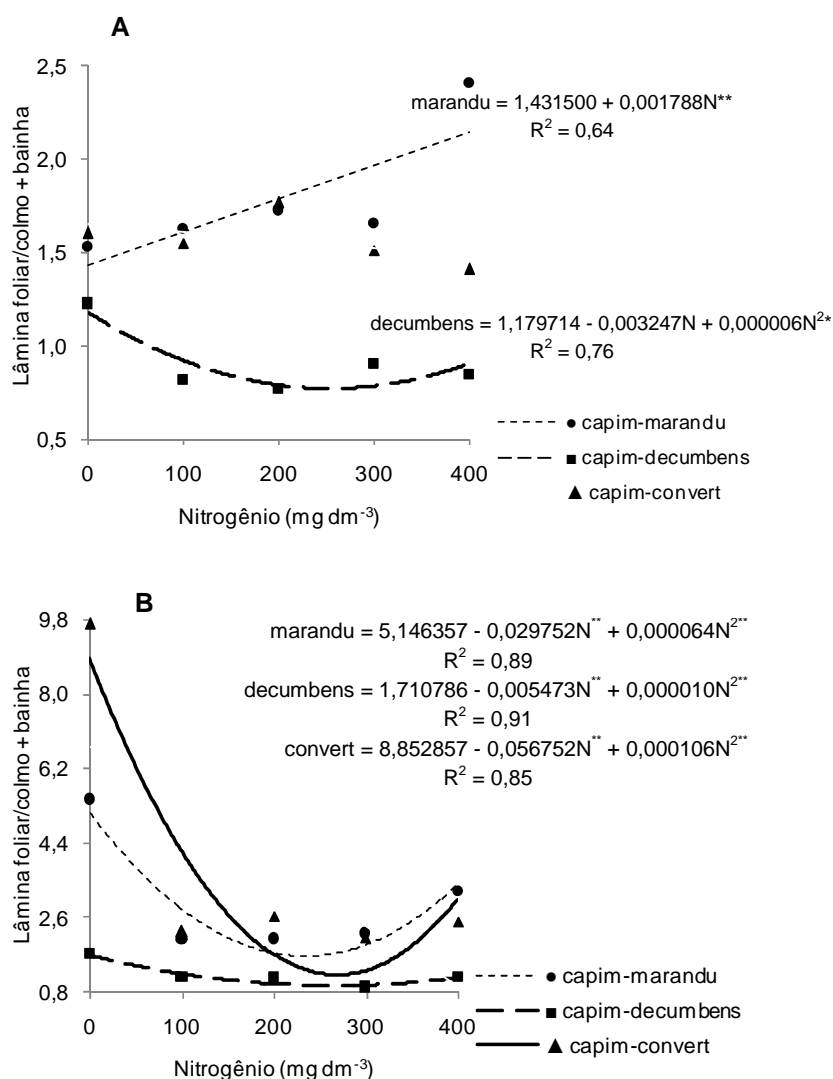 A
2,5
2,0
1,5
1,0
0,5
Lâmina foliar/colmo + bainha
marandu = 1,431500 + 0,001788N**
R² = 0,64
decumbens = 1,179714 - 0,003247N + 0,000006N²*
R² = 0,76
0 100 200 300 400
Nitrogênio (mg dm⁻³)
capim-marandu
capim-decumbens
capim-convert
B
9,8
8,0
6,2
4,4
2,6
0,8
Lâmina foliar/colmo + bainha
marandu = 5,146357 - 0,029752N** + 0,000064N²**
R² = 0,89
decumbens = 1,710786 - 0,005473N** + 0,000010N²**
R² = 0,91
convert = 8,852857 - 0,056752N** + 0,000106N²**
R² = 0,85
0 100 200 300 400
Nitrogênio (mg dm⁻³)
capim-marandu
capim-decumbens
capim-convert